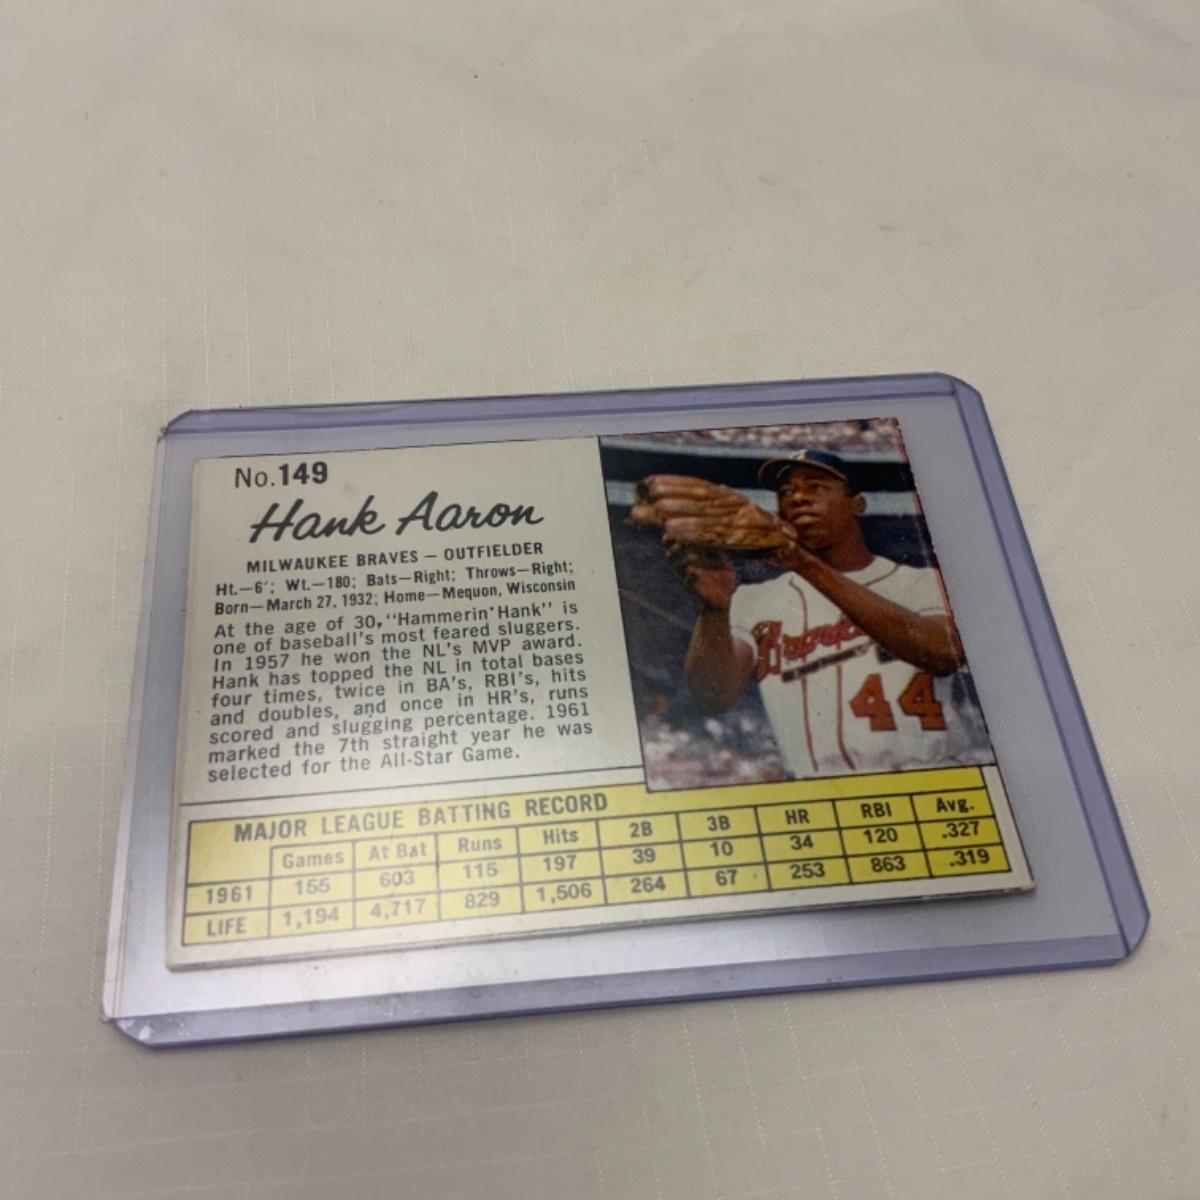 No.149
Hank Aaron
MILWAUKEE BRAVES — OUTFIELDER
Ht.—6'; Wt.—180; Bats—Right; Throws—Right;
Born—March 27, 1932; Home—Mequon, Wisconsin
At the age of 30, "Hammerin' Hank" is
one of baseball's most feared sluggers.
In 1957 he won the NL's MVP award.
Hank has topped the NL in total bases
four times, twice in BA's, RBI's, hits
and doubles, and once in HR's, runs
scored and slugging percentage. 1961
marked the 7th straight year he was
selected for the All-Star Game.
Braves
44
MAJOR LEAGUE BATTING RECORD
Games At Bat Runs Hits 2B 3B HR RBI Avg.
1961 155 603 115 197 39 10 34 120 .327
LIFE 1,194 4,717 829 1,506 264 67 253 863 .319